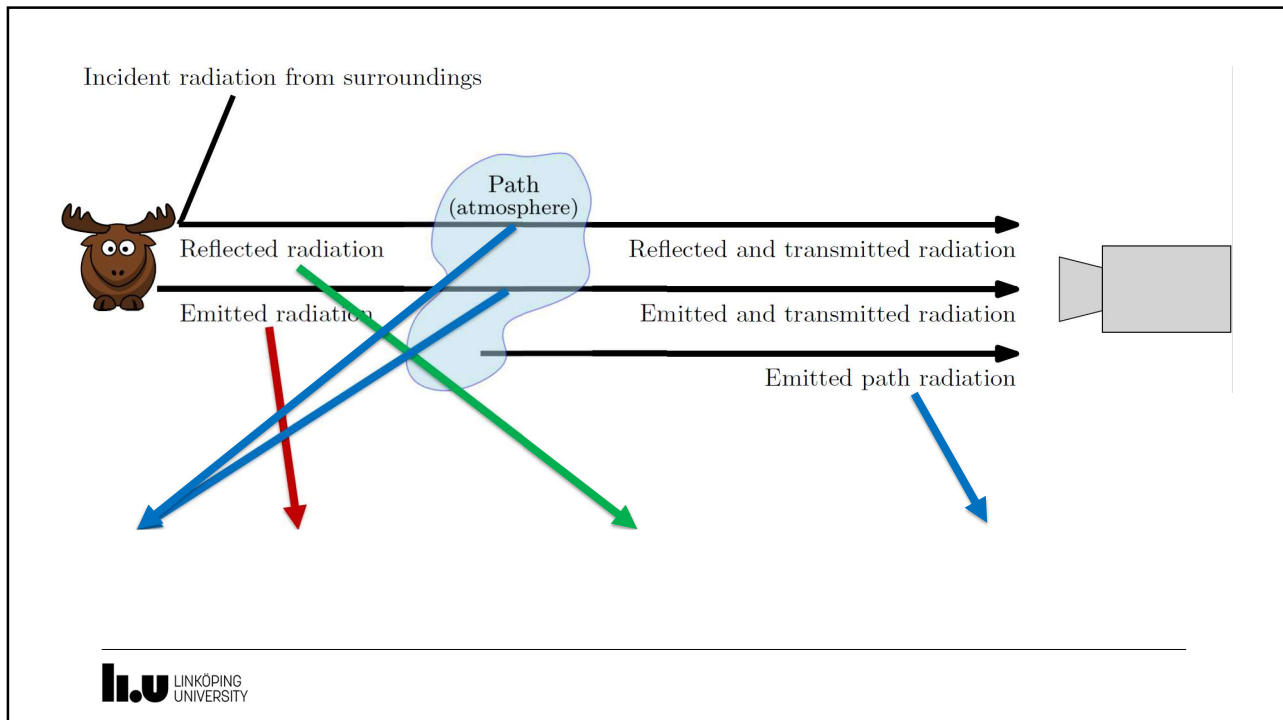 Incident radiation from surroundings
Path
(atmosphere)
Reflected radiation
Reflected and transmitted radiation
Emitted radiation
Emitted and transmitted radiation
Emitted path radiation
li.u LINKÖPING
UNIVERSITY